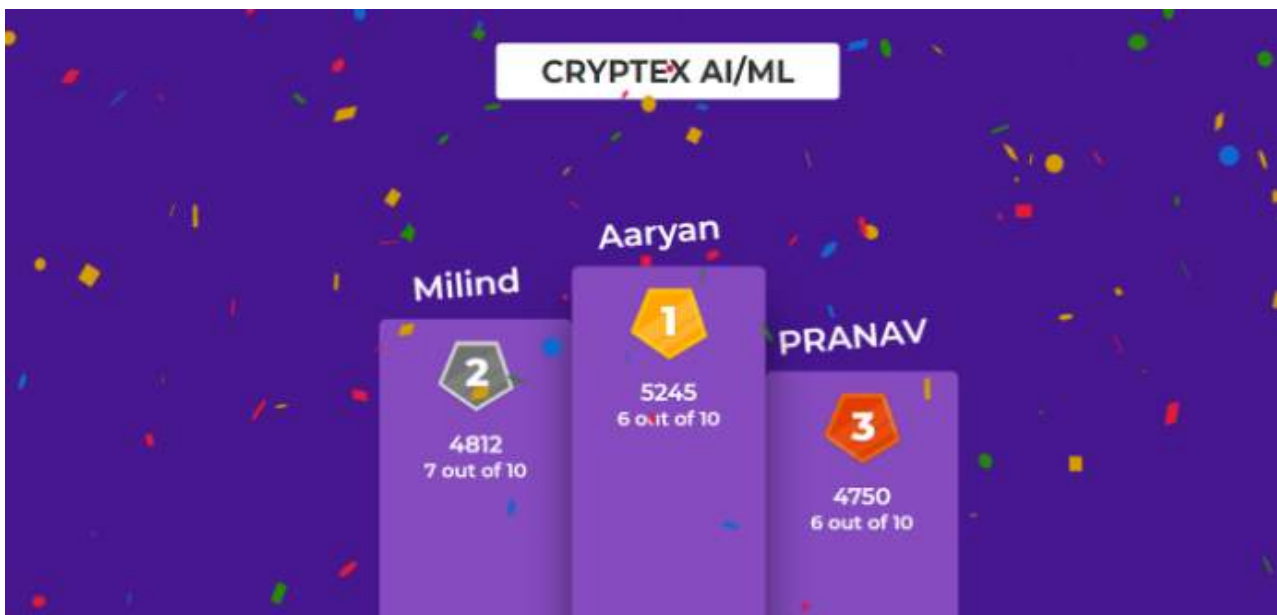 CRYPTEX AI/ML
Aaryan
1
5245
6 out of 10
Milind
2
4812
7 out of 10
PRANAV
3
4750
6 out of 10